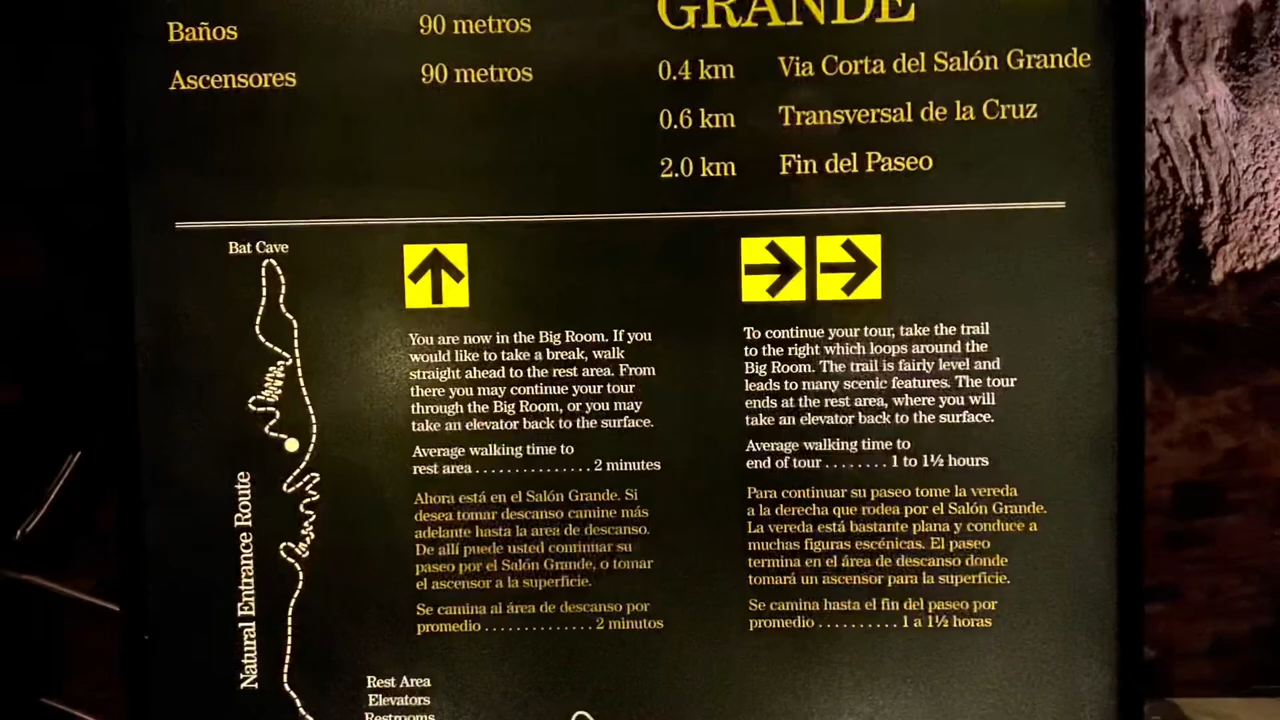 GRANDE
Baños 90 metros
Ascensores 90 metros
0.4 km Via Corta del Salón Grande
0.6 km Transversal de la Cruz
2.0 km Fin del Paseo
Bat Cave
Natural Entrance Route
You are now in the Big Room. If you
would like to take a break, walk
straight ahead to the rest area. From
there you may continue your tour
through the Big Room, or you may
take an elevator back to the surface.
Average walking time to
rest area . . . . . . . . . . . . . . 2 minutes
Ahora está en el Salón Grande. Si
desea tomar descanso camine más
adelante hasta la area de descanso.
De allí puede usted continuar su
paseo por el Salón Grande, o tomar
el ascensor a la superficie.
Se camina al área de descanso por
promedio . . . . . . . . . . . . . 2 minutos
To continue your tour, take the trail
to the right which loops around the
Big Room. The trail is fairly level and
leads to many scenic features. The tour
ends at the rest area, where you will
take an elevator back to the surface.
Average walking time to
end of tour . . . . . . . . 1 to 1½ hours
Para continuar su paseo tome la vereda
a la derecha que rodea por el Salón Grande.
La vereda está bastante plana y conduce a
muchas figuras escénicas. El paseo
termina en el área de descanso donde
tomará un ascensor para la superficie.
Se camina hasta el fin del paseo por
promedio . . . . . . . . . . 1 a 1½ horas
Rest Area
Elevators
Restrooms